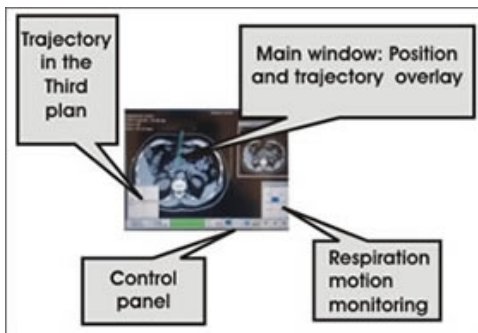 Trajectory
in the
Third
plan
Main window: Position
and trajectory overlay
Control
panel
Respiration
motion
monitoring